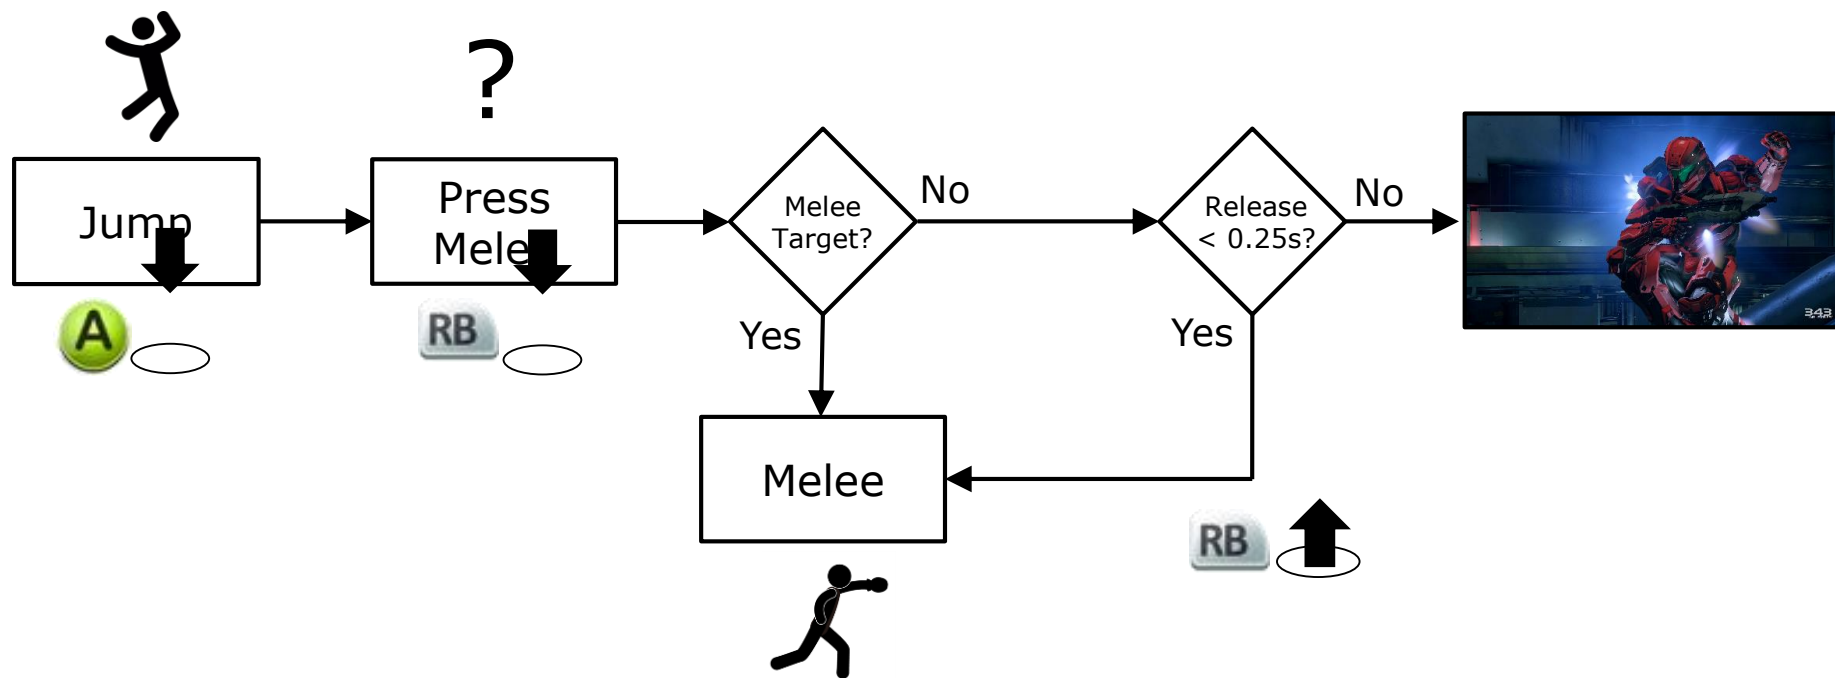 ?
Jump
Press
Melee
Melee
Target?
No
Release
< 0.25s?
No
Yes
Yes
A
RB
Melee
RB
343